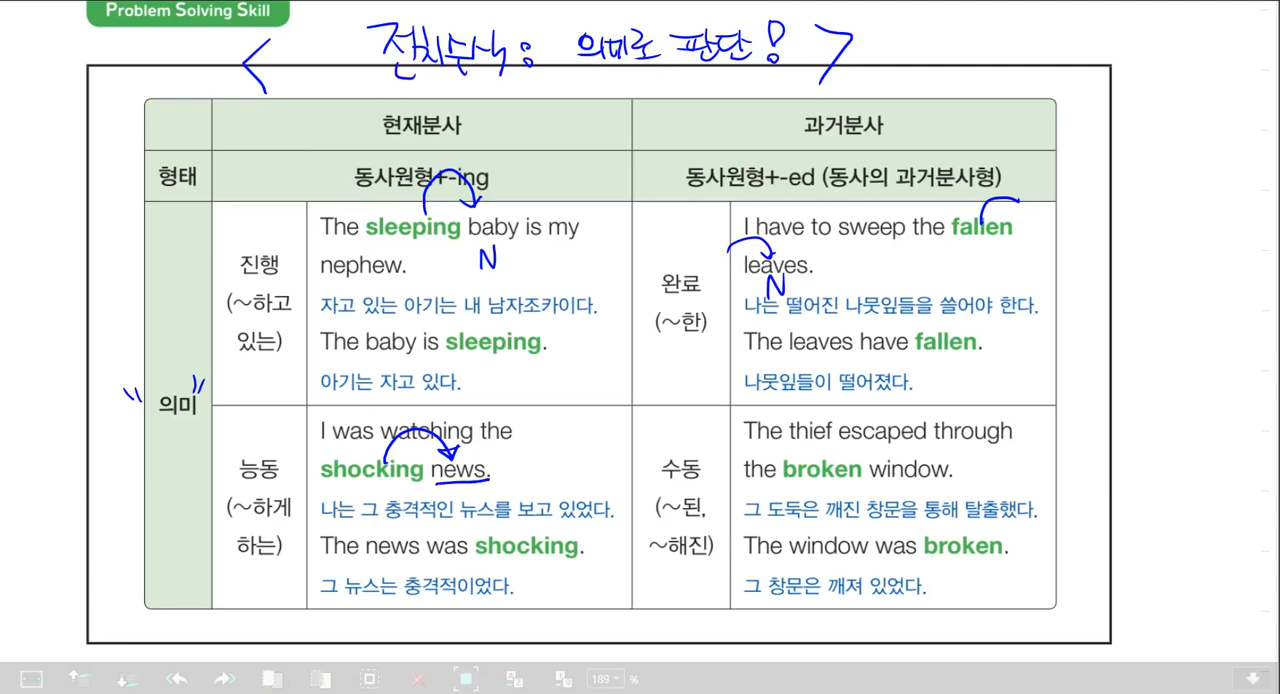 Problem Solving Skill
< 전치수식 : 의미로 판단! >
현재분사 과거분사
형태 동사원형+-ing 동사원형+-ed (동사의 과거분사형)
의미
진행
(～하고
있는)
The sleeping baby is my
N
nephew.
자고 있는 아기는 내 남자조카이다.
The baby is sleeping.
아기는 자고 있다.
완료
(～한)
I have to sweep the fallen
leaves.
N
나는 떨어진 나뭇잎들을 쓸어야 한다.
The leaves have fallen.
나뭇잎들이 떨어졌다.
능동
(～하게
하는)
I was watching the
shocking news.
나는 그 충격적인 뉴스를 보고 있었다.
The news was shocking.
그 뉴스는 충격적이었다.
수동
(～된,
～해진)
The thief escaped through
the broken window.
그 도둑은 깨진 창문을 통해 탈출했다.
The window was broken.
그 창문은 깨져 있었다.
189 %